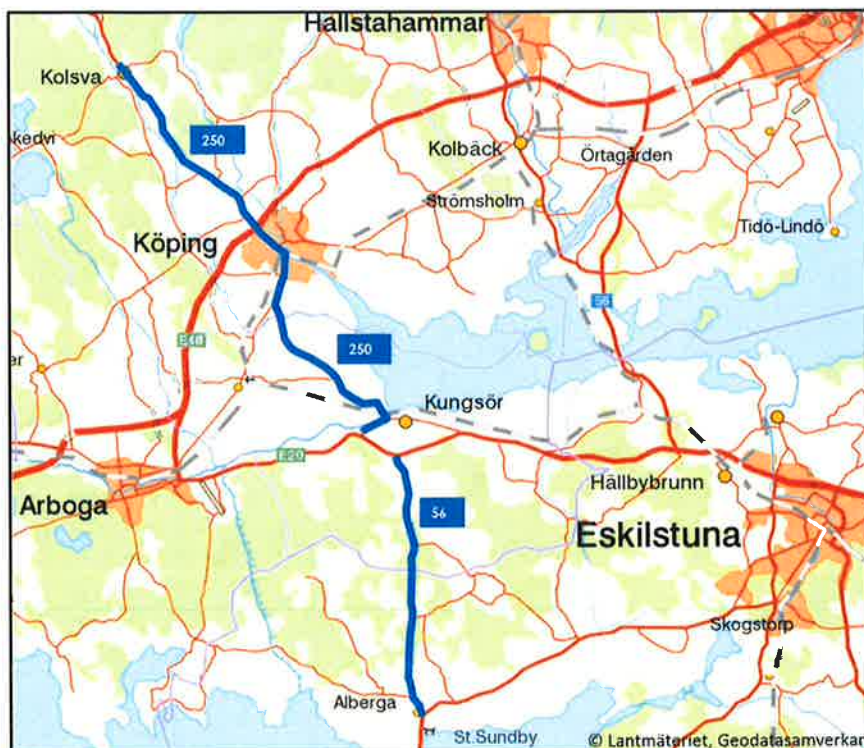 Hallstahammar
Kolsva
250
kedvi
Kolbäck
Örtagården
Strömsholm
Tidö-Lindö
Köping
56
E18
250
er
Kungsör
E20
Hällbybrunn
Arboga
56
Eskilstuna
Skogstorp
Alberga
St.Sundby
© Lantmäteriet, Geodatasamverkan